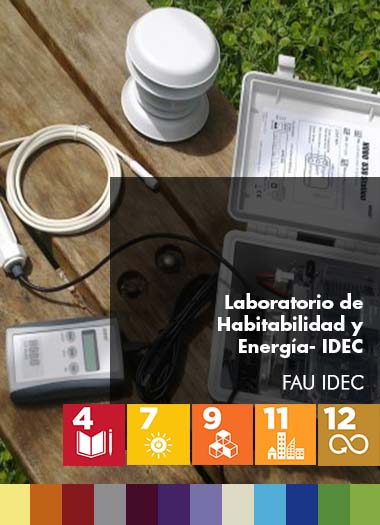 Laboratorio de
Habitabilidad y
Energía- IDEC
FAU IDEC
4 7 9 11 12